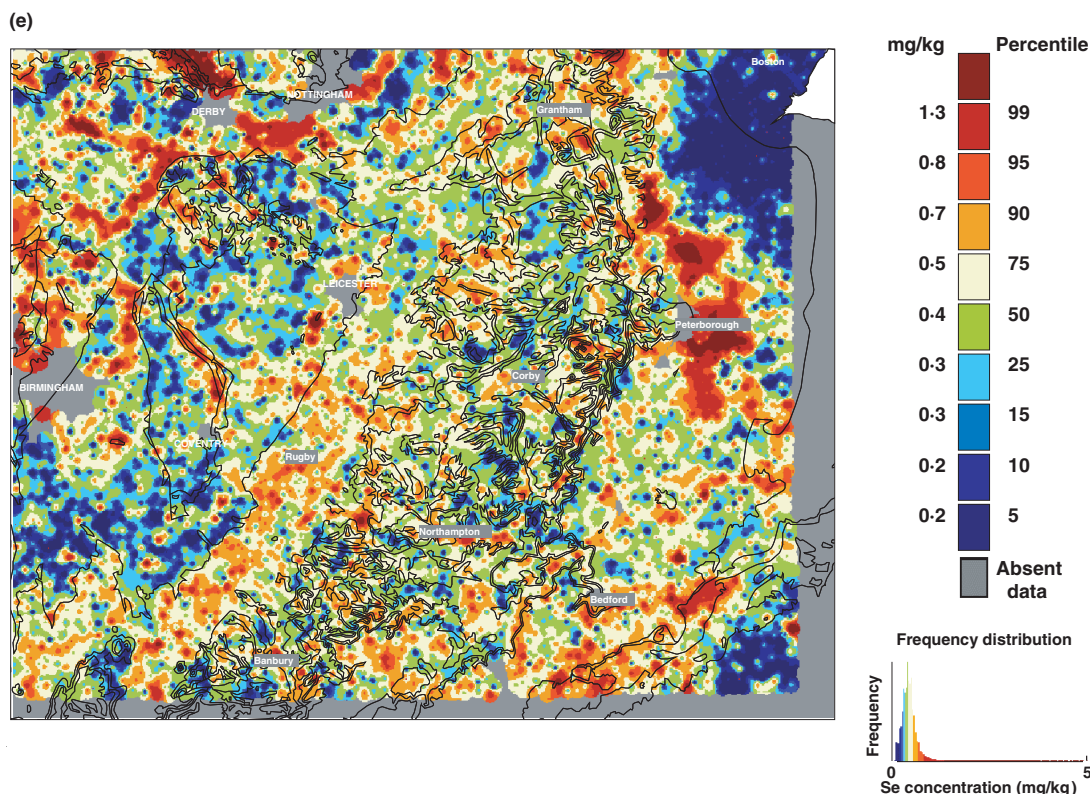 (e)
Boston
NOTTINGHAM
DERBY
Grantham
LEICESTER
Peterborough
BIRMINGHAM
Corby
COVENTRY
Rugby
Northampton
Bedford
Banbury
mg/kg Percentile
1·3 99
0·8 95
0·7 90
0·5 75
0·4 50
0·3 25
0·3 15
0·2 10
0·2 5
Absent
data
Frequency distribution
Frequency
0 5
Se concentration (mg/kg)